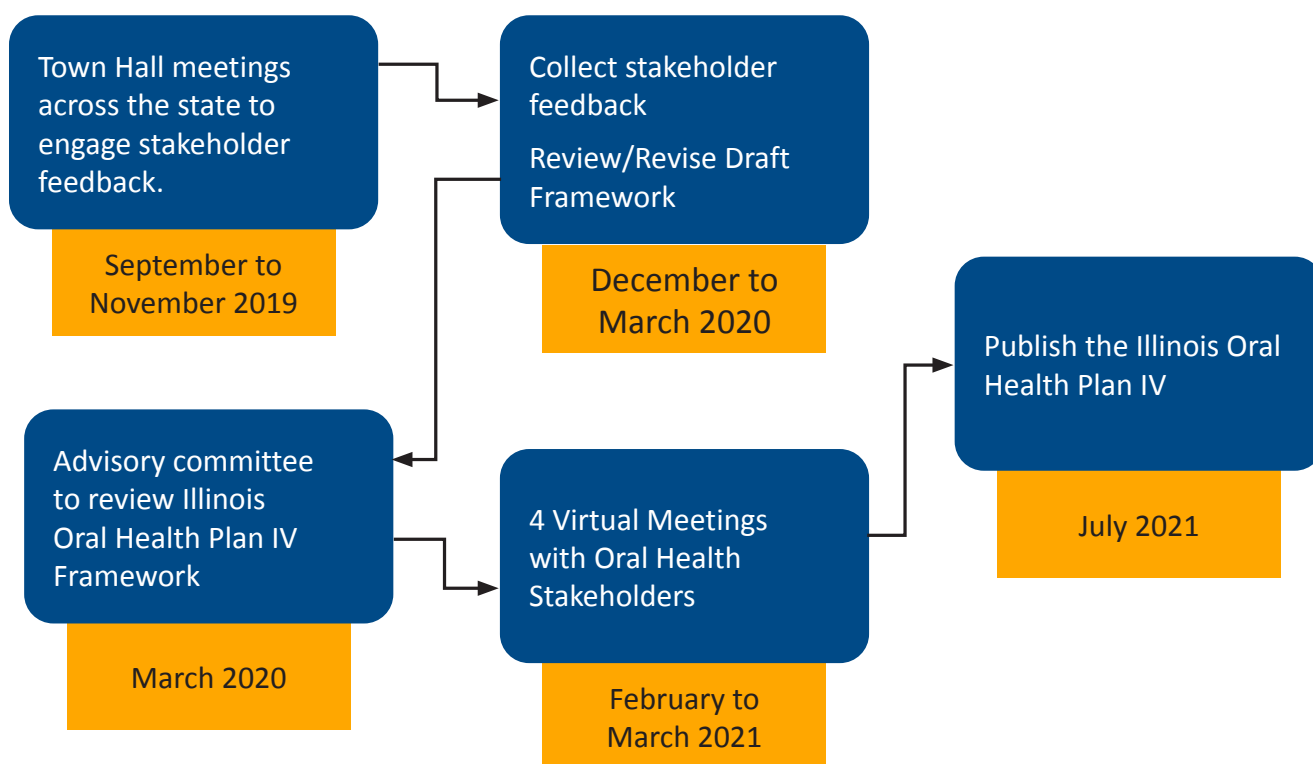 Town Hall meetings
across the state to
engage stakeholder
feedback.
September to
November 2019
Collect stakeholder
feedback
Review/Revise Draft
Framework
December to
March 2020
Advisory committee
to review Illinois
Oral Health Plan IV
Framework
March 2020
4 Virtual Meetings
with Oral Health
Stakeholders
February to
March 2021
Publish the Illinois Oral
Health Plan IV
July 2021